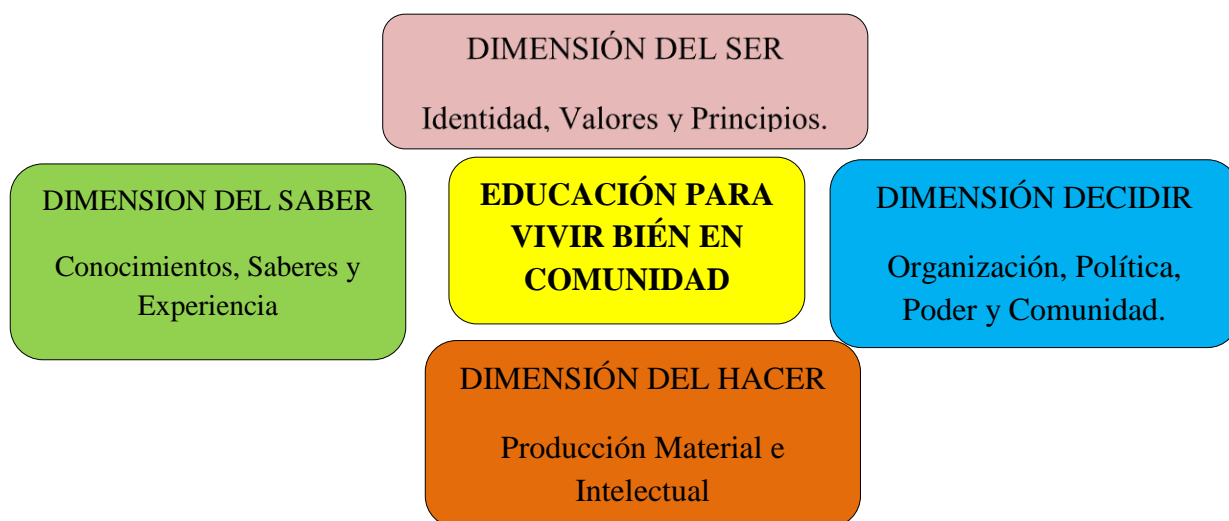 DIMENSIÓN DEL SER
Identidad, Valores y Principios.
DIMENSION DEL SABER
Conocimientos, Saberes y
Experiencia
EDUCACIÓN PARA
VIVIR BIÉN EN
COMUNIDAD
DIMENSIÓN DECIDIR
Organización, Política,
Poder y Comunidad.
DIMENSIÓN DEL HACER
Producción Material e
Intelectual